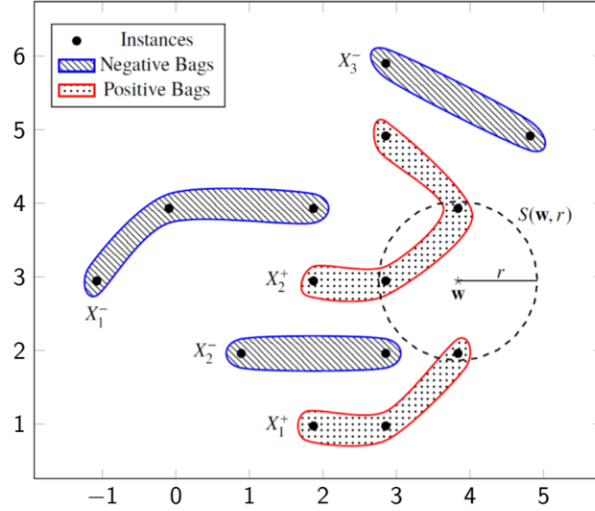 Instances
Negative Bags
Positive Bags
6
5
4
3
2
1
X₃⁻
S(w, r)
X₂⁺
r
w
X₁⁻
X₂⁻
X₁⁺
−1 0 1 2 3 4 5